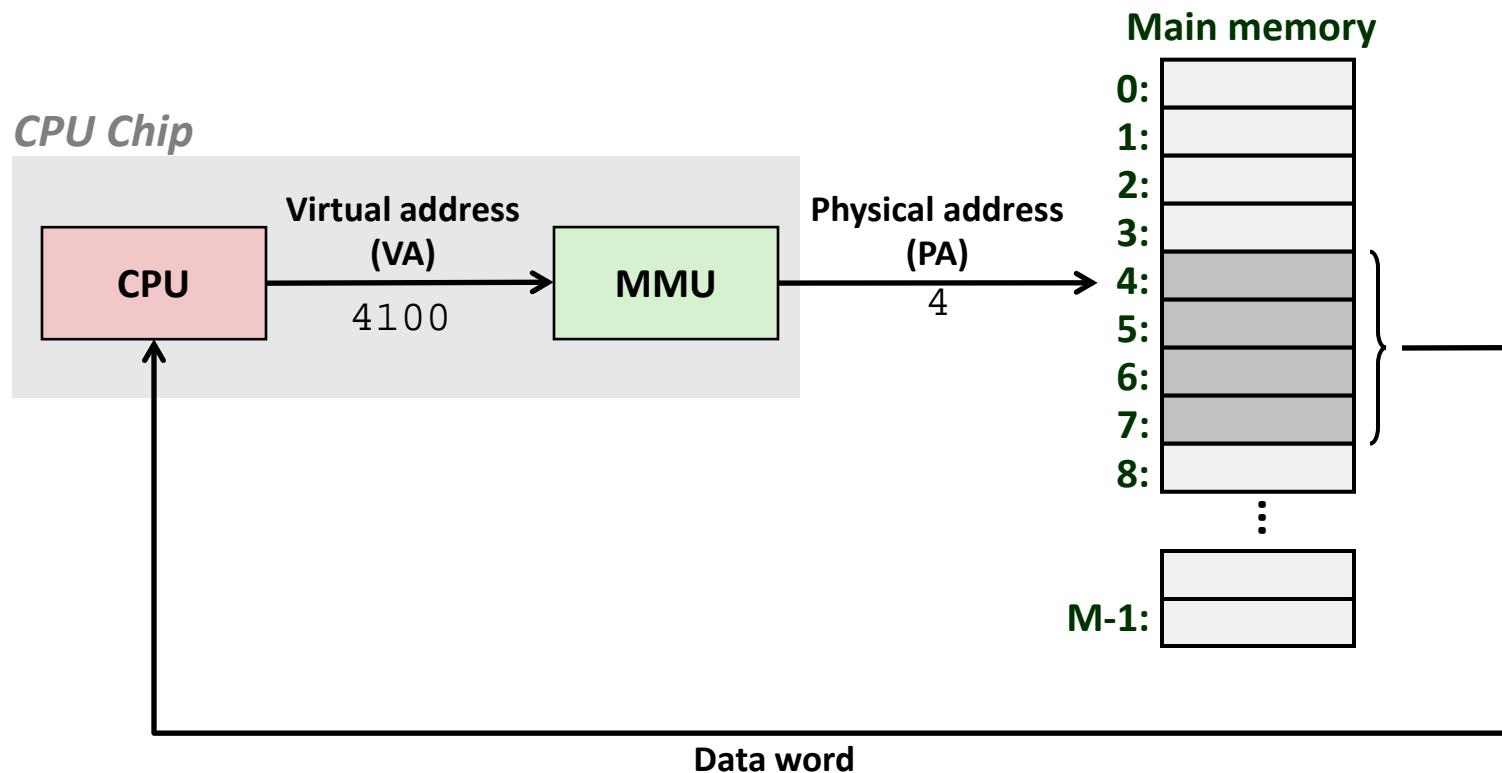 Main memory
0:
1:
2:
3:
4:
5:
6:
7:
8:
⋮
M-1:
CPU Chip
Virtual address
(VA)
4100
CPU
MMU
Physical address
(PA)
4
Data word